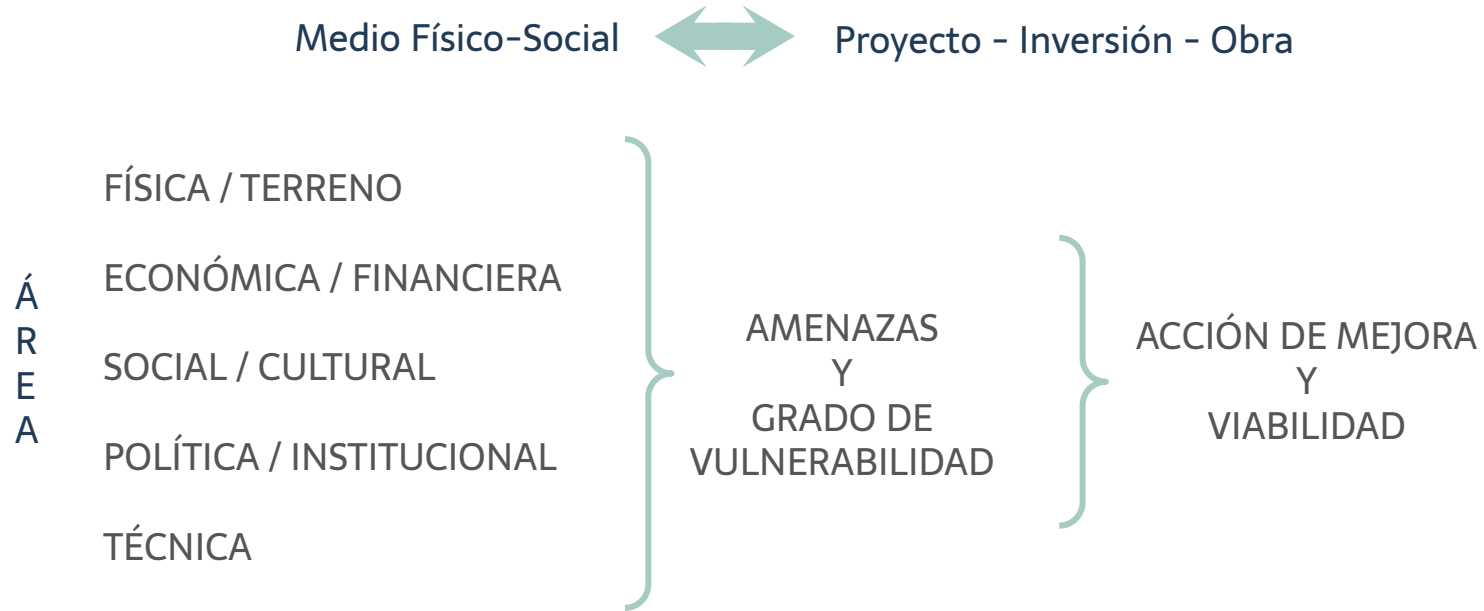 Medio Físico-Social
Proyecto - Inversión - Obra
Á
R
E
A
FÍSICA / TERRENO
ECONÓMICA / FINANCIERA
SOCIAL / CULTURAL
POLÍTICA / INSTITUCIONAL
TÉCNICA
AMENAZAS
Y
GRADO DE
VULNERABILIDAD
ACCIÓN DE MEJORA
Y
VIABILIDAD